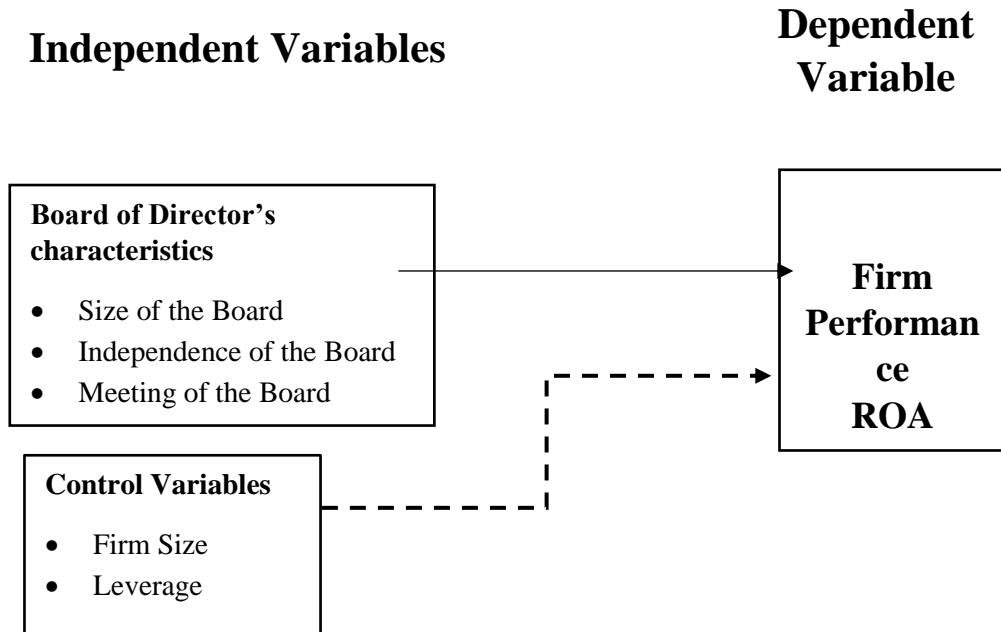 Independent Variables
Dependent
Variable
Board of Director’s
characteristics
• Size of the Board
• Independence of the Board
• Meeting of the Board
Firm
Performan
ce
ROA
Control Variables
• Firm Size
• Leverage